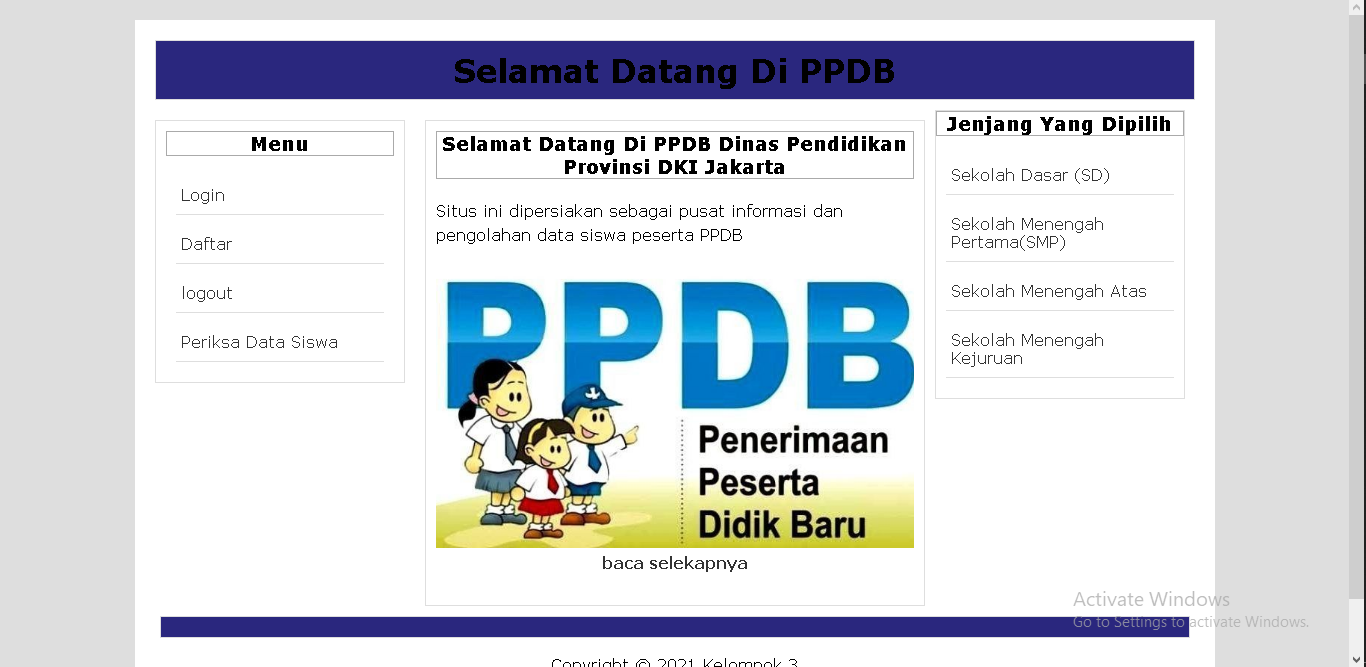 Selamat Datang Di PPDB
Menu
Login
Daftar
logout
Periksa Data Siswa
Selamat Datang Di PPDB Dinas Pendidikan
Provinsi DKI Jakarta
Situs ini dipersiakan sebagai pusat informasi dan
pengolahan data siswa peserta PPDB
PPDB
Penerimaan
Peserta
Didik Baru
baca selekapnya
Jenjang Yang Dipilih
Sekolah Dasar (SD)
Sekolah Menengah
Pertama(SMP)
Sekolah Menengah Atas
Sekolah Menengah
Kejuruan
Activate Windows
Go to Settings to activate Windows.
Copyright © 2021 Kelompok 3